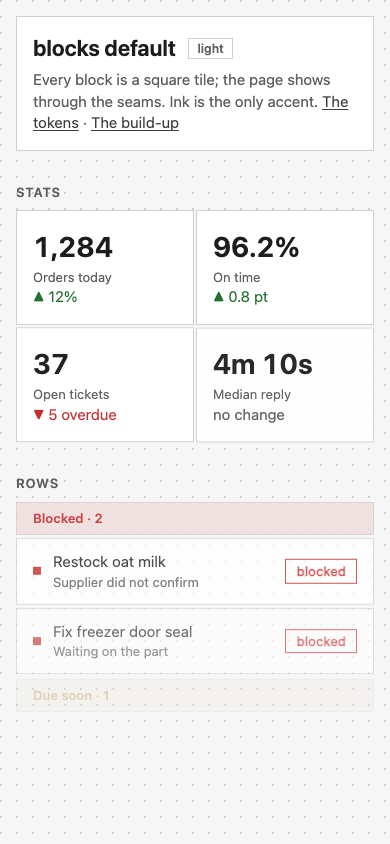 blocks default light
Every block is a square tile; the page shows
through the seams. Ink is the only accent. The
tokens · The build-up
STATS
1,284
Orders today
▲ 12%
96.2%
On time
▲ 0.8 pt
37
Open tickets
▼ 5 overdue
4m 10s
Median reply
no change
ROWS
Blocked · 2
Restock oat milk
Supplier did not confirm
blocked
Fix freezer door seal
Waiting on the part
blocked
Due soon · 1